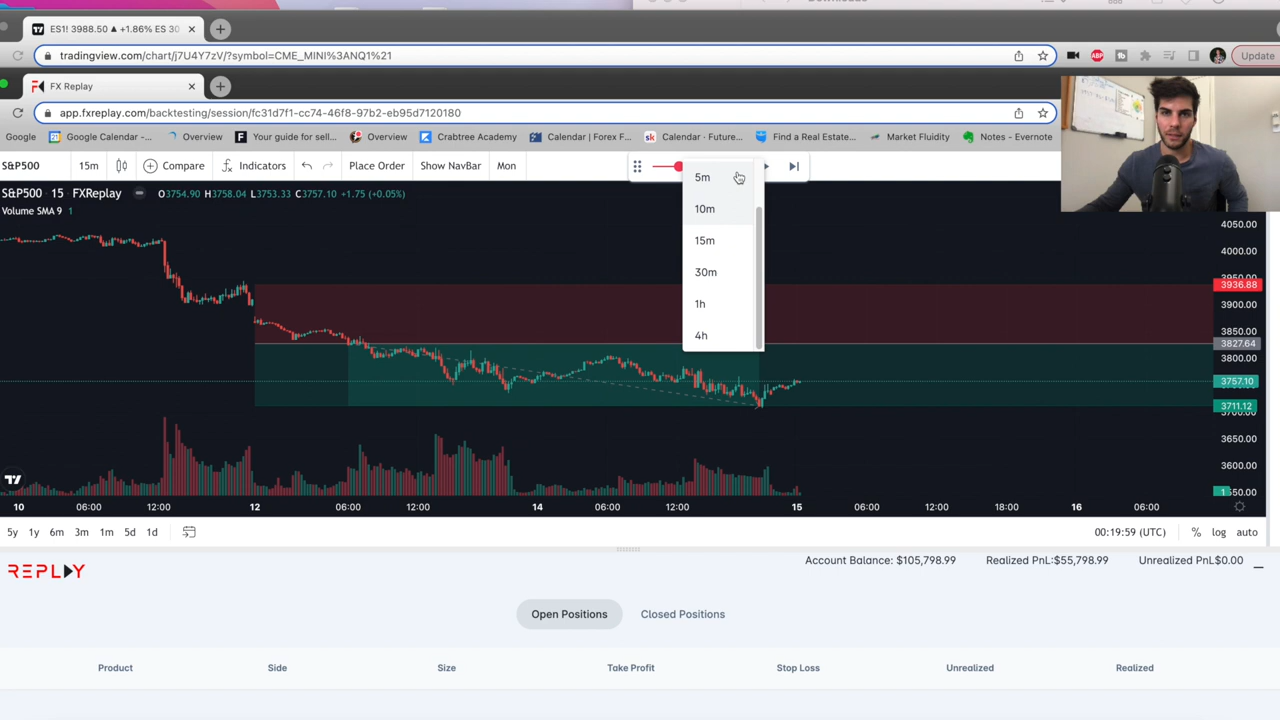 Downloads
ES1! 3988.50 ▲ +1.86% ES 30
tradingview.com/chart/j7U4Y7zV/?symbol=CME_MINI%3ANQ1%21
ABP
Update
FX Replay
app.fxreplay.com/backtesting/session/fc31d7f1-cc74-46f8-97b2-eb95d7120180
Google
Google Calendar -...
Overview
Your guide for sell...
Overview
Crabtree Academy
Calendar | Forex F...
Calendar - Future...
Find a Real Estate...
Market Fluidity
Notes - Evernote
S&P500
15m
Compare
Indicators
Place Order
Show NavBar
Mon
S&P500 · 15 · FXReplay
O3754.90 H3758.04 L3753.33 C3757.10 +1.75 (+0.05%)
Volume SMA 9 1
5m
10m
15m
30m
1h
4h
4050.00
4000.00
3936.88
3900.00
3850.00
3827.64
3800.00
3757.10
3711.12
3650.00
3600.00
10
06:00
12:00
12
06:00
12:00
14
06:00
12:00
15
06:00
12:00
16
06:00
5y 1y 6m 3m 1m 5d 1d
00:19:59 (UTC)
%
log
auto
REPLAY
Account Balance: $105,798.99
Realized PnL:$55,798.99
Unrealized PnL$0.00
Open Positions
Closed Positions
Product
Side
Size
Take Profit
Stop Loss
Unrealized
Realized